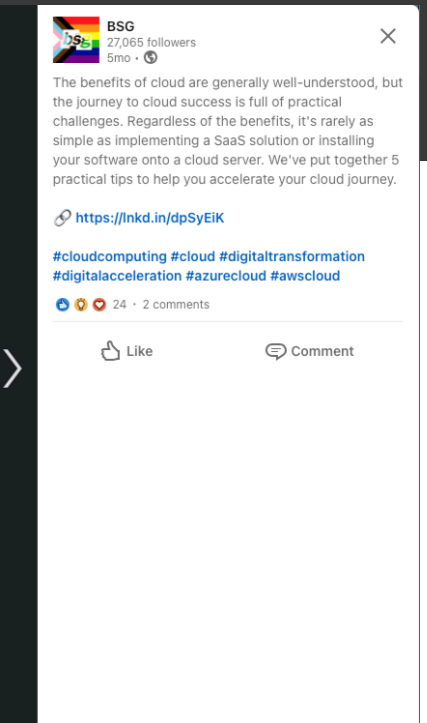 bsg
BSG
27,065 followers
5mo •
The benefits of cloud are generally well-understood, but
the journey to cloud success is full of practical
challenges. Regardless of the benefits, it's rarely as
simple as implementing a SaaS solution or installing
your software onto a cloud server. We've put together 5
practical tips to help you accelerate your cloud journey.
https://lnkd.in/dpSyEiK
#cloudcomputing #cloud #digitaltransformation
#digitalacceleration #azurecloud #awscloud
24 · 2 comments
Like Comment